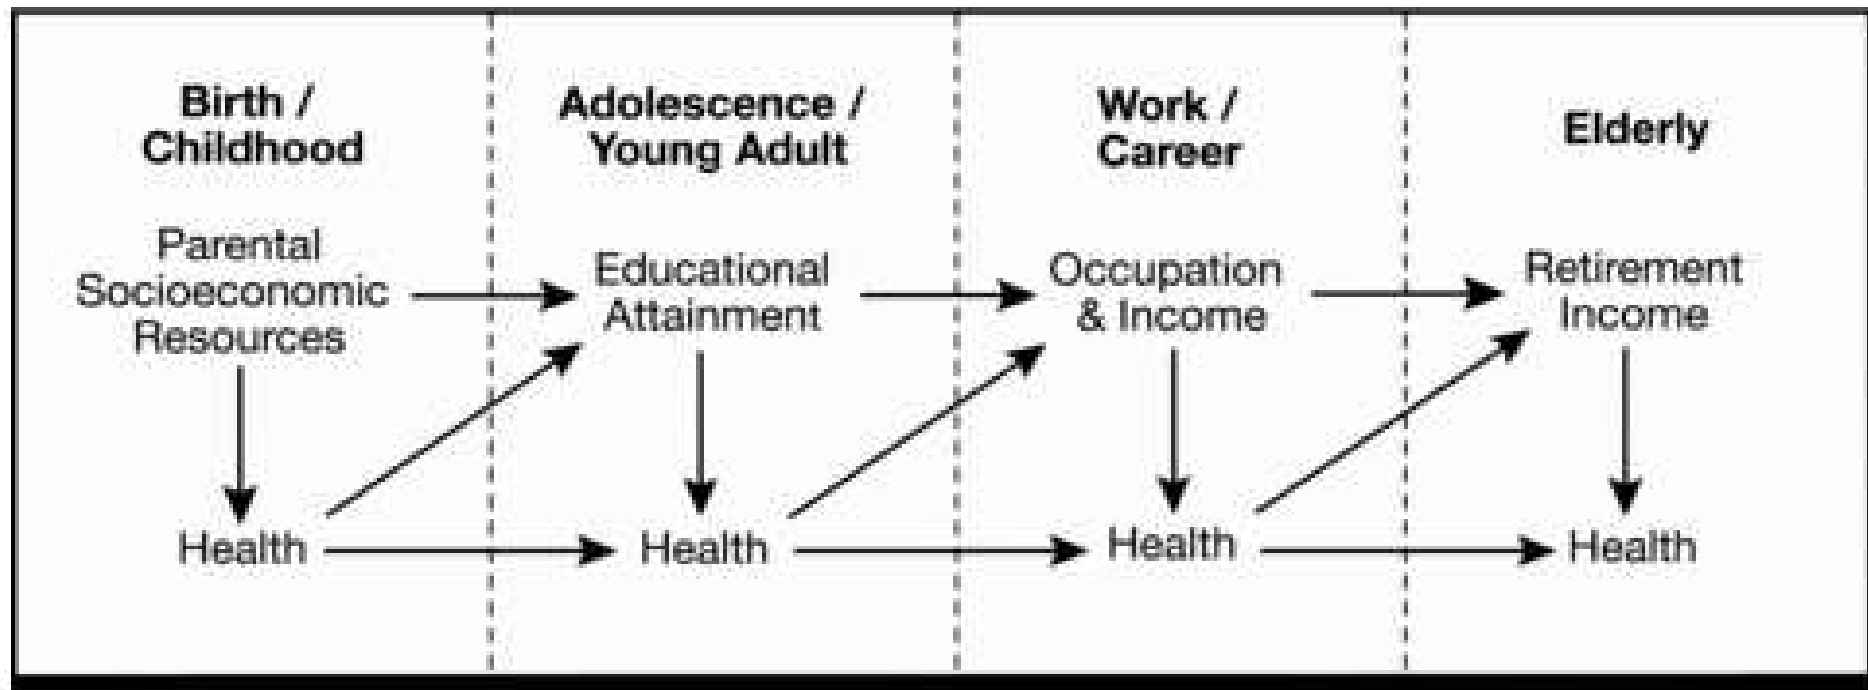 Birth /
Childhood
Adolescence /
Young Adult
Work /
Career
Elderly
Parental
Socioeconomic
Resources
Educational
Attainment
Occupation
& Income
Retirement
Income
Health
Health
Health
Health